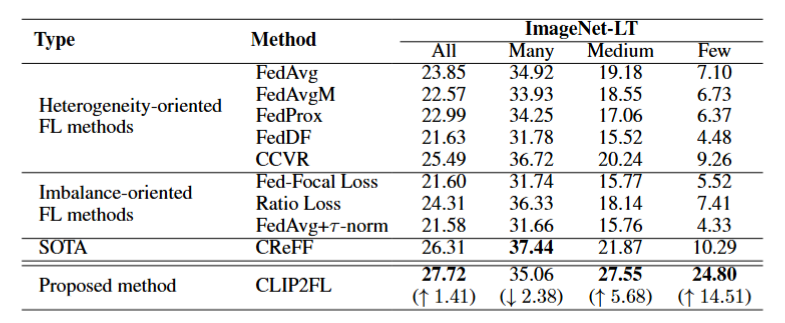 Type Method ImageNet-LT
All Many Medium Few
Heterogeneity-oriented FL methods
FedAvg 23.85 34.92 19.18 7.10
FedAvgM 22.57 33.93 18.55 6.73
FedProx 22.99 34.25 17.06 6.37
FedDF 21.63 31.78 15.52 4.48
CCVR 25.49 36.72 20.24 9.26
Imbalance-oriented FL methods
Fed-Focal Loss 21.60 31.74 15.77 5.52
Ratio Loss 24.31 36.33 18.14 7.41
FedAvg+τ-norm 21.58 31.66 15.76 4.33
SOTA CReFF 26.31 37.44 21.87 10.29
Proposed method CLIP2FL 27.72 35.06 27.55 24.80
(↑ 1.41) (↓ 2.38) (↑ 5.68) (↑ 14.51)